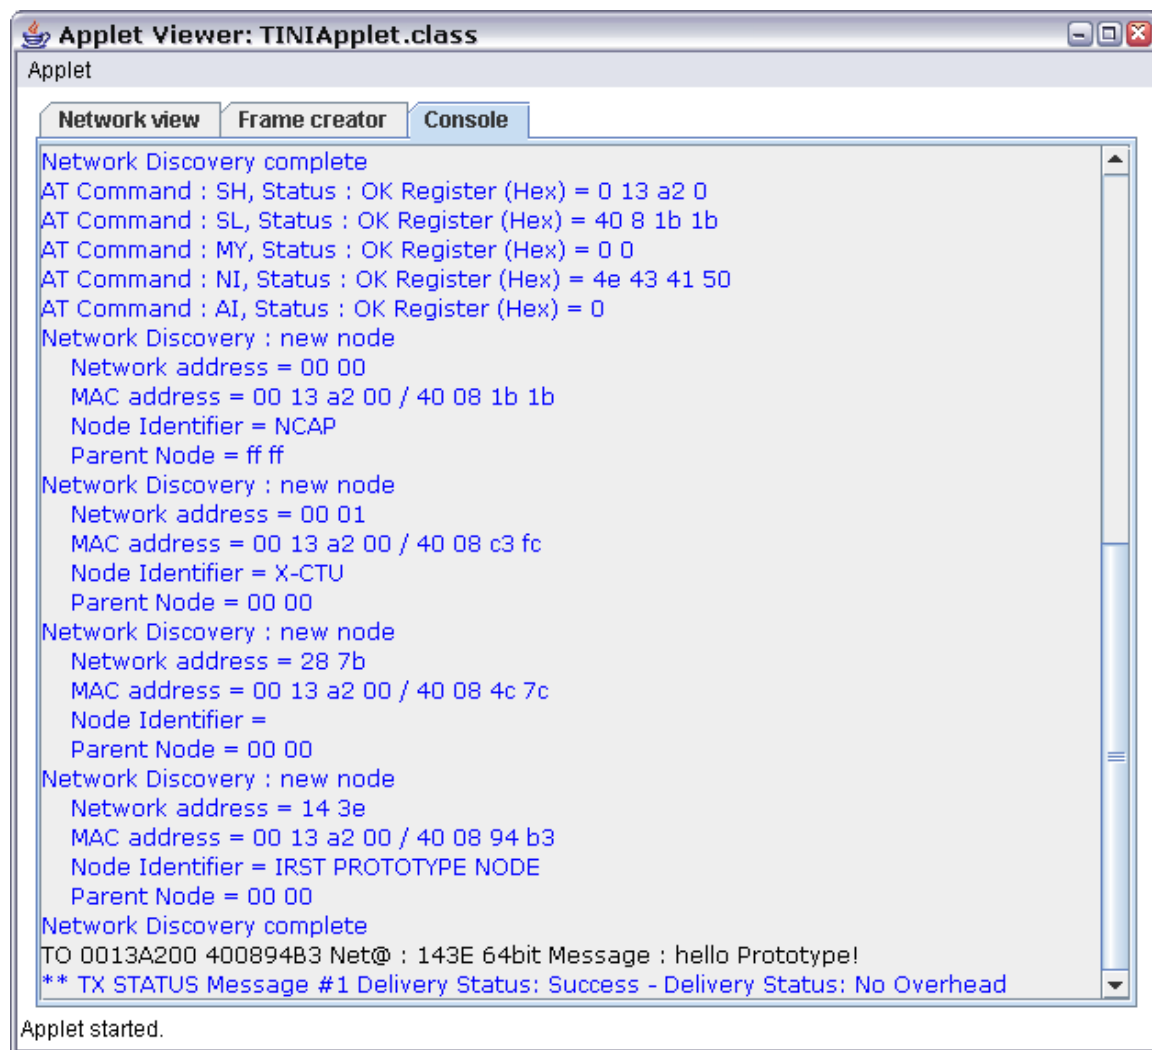 Applet Viewer: TINIApplet.class
Applet
Network view Frame creator Console
Network Discovery complete
AT Command : SH, Status : OK Register (Hex) = 0 13 a2 0
AT Command : SL, Status : OK Register (Hex) = 40 8 1b 1b
AT Command : MY, Status : OK Register (Hex) = 0 0
AT Command : NI, Status : OK Register (Hex) = 4e 43 41 50
AT Command : AI, Status : OK Register (Hex) = 0
Network Discovery : new node
Network address = 00 00
MAC address = 00 13 a2 00 / 40 08 1b 1b
Node Identifier = NCAP
Parent Node = ff ff
Network Discovery : new node
Network address = 00 01
MAC address = 00 13 a2 00 / 40 08 c3 fc
Node Identifier = X-CTU
Parent Node = 00 00
Network Discovery : new node
Network address = 28 7b
MAC address = 00 13 a2 00 / 40 08 4c 7c
Node Identifier =
Parent Node = 00 00
Network Discovery : new node
Network address = 14 3e
MAC address = 00 13 a2 00 / 40 08 94 b3
Node Identifier = IRST PROTOTYPE NODE
Parent Node = 00 00
Network Discovery complete
TO 0013A200 400894B3 Net@ : 143E 64bit Message : hello Prototype!
** TX STATUS Message #1 Delivery Status: Success - Delivery Status: No Overhead
Applet started.